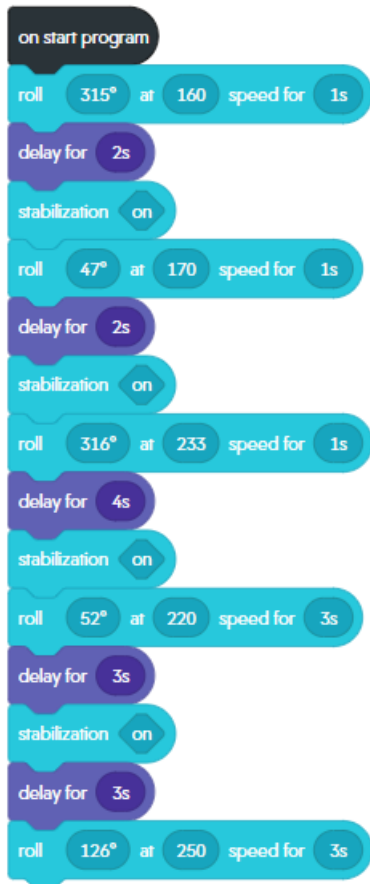 on start program
roll 315° at 160 speed for 1s
delay for 2s
stabilization on
roll 47° at 170 speed for 1s
delay for 2s
stabilization on
roll 316° at 233 speed for 1s
delay for 4s
stabilization on
roll 52° at 220 speed for 3s
delay for 3s
stabilization on
delay for 3s
roll 126° at 250 speed for 3s